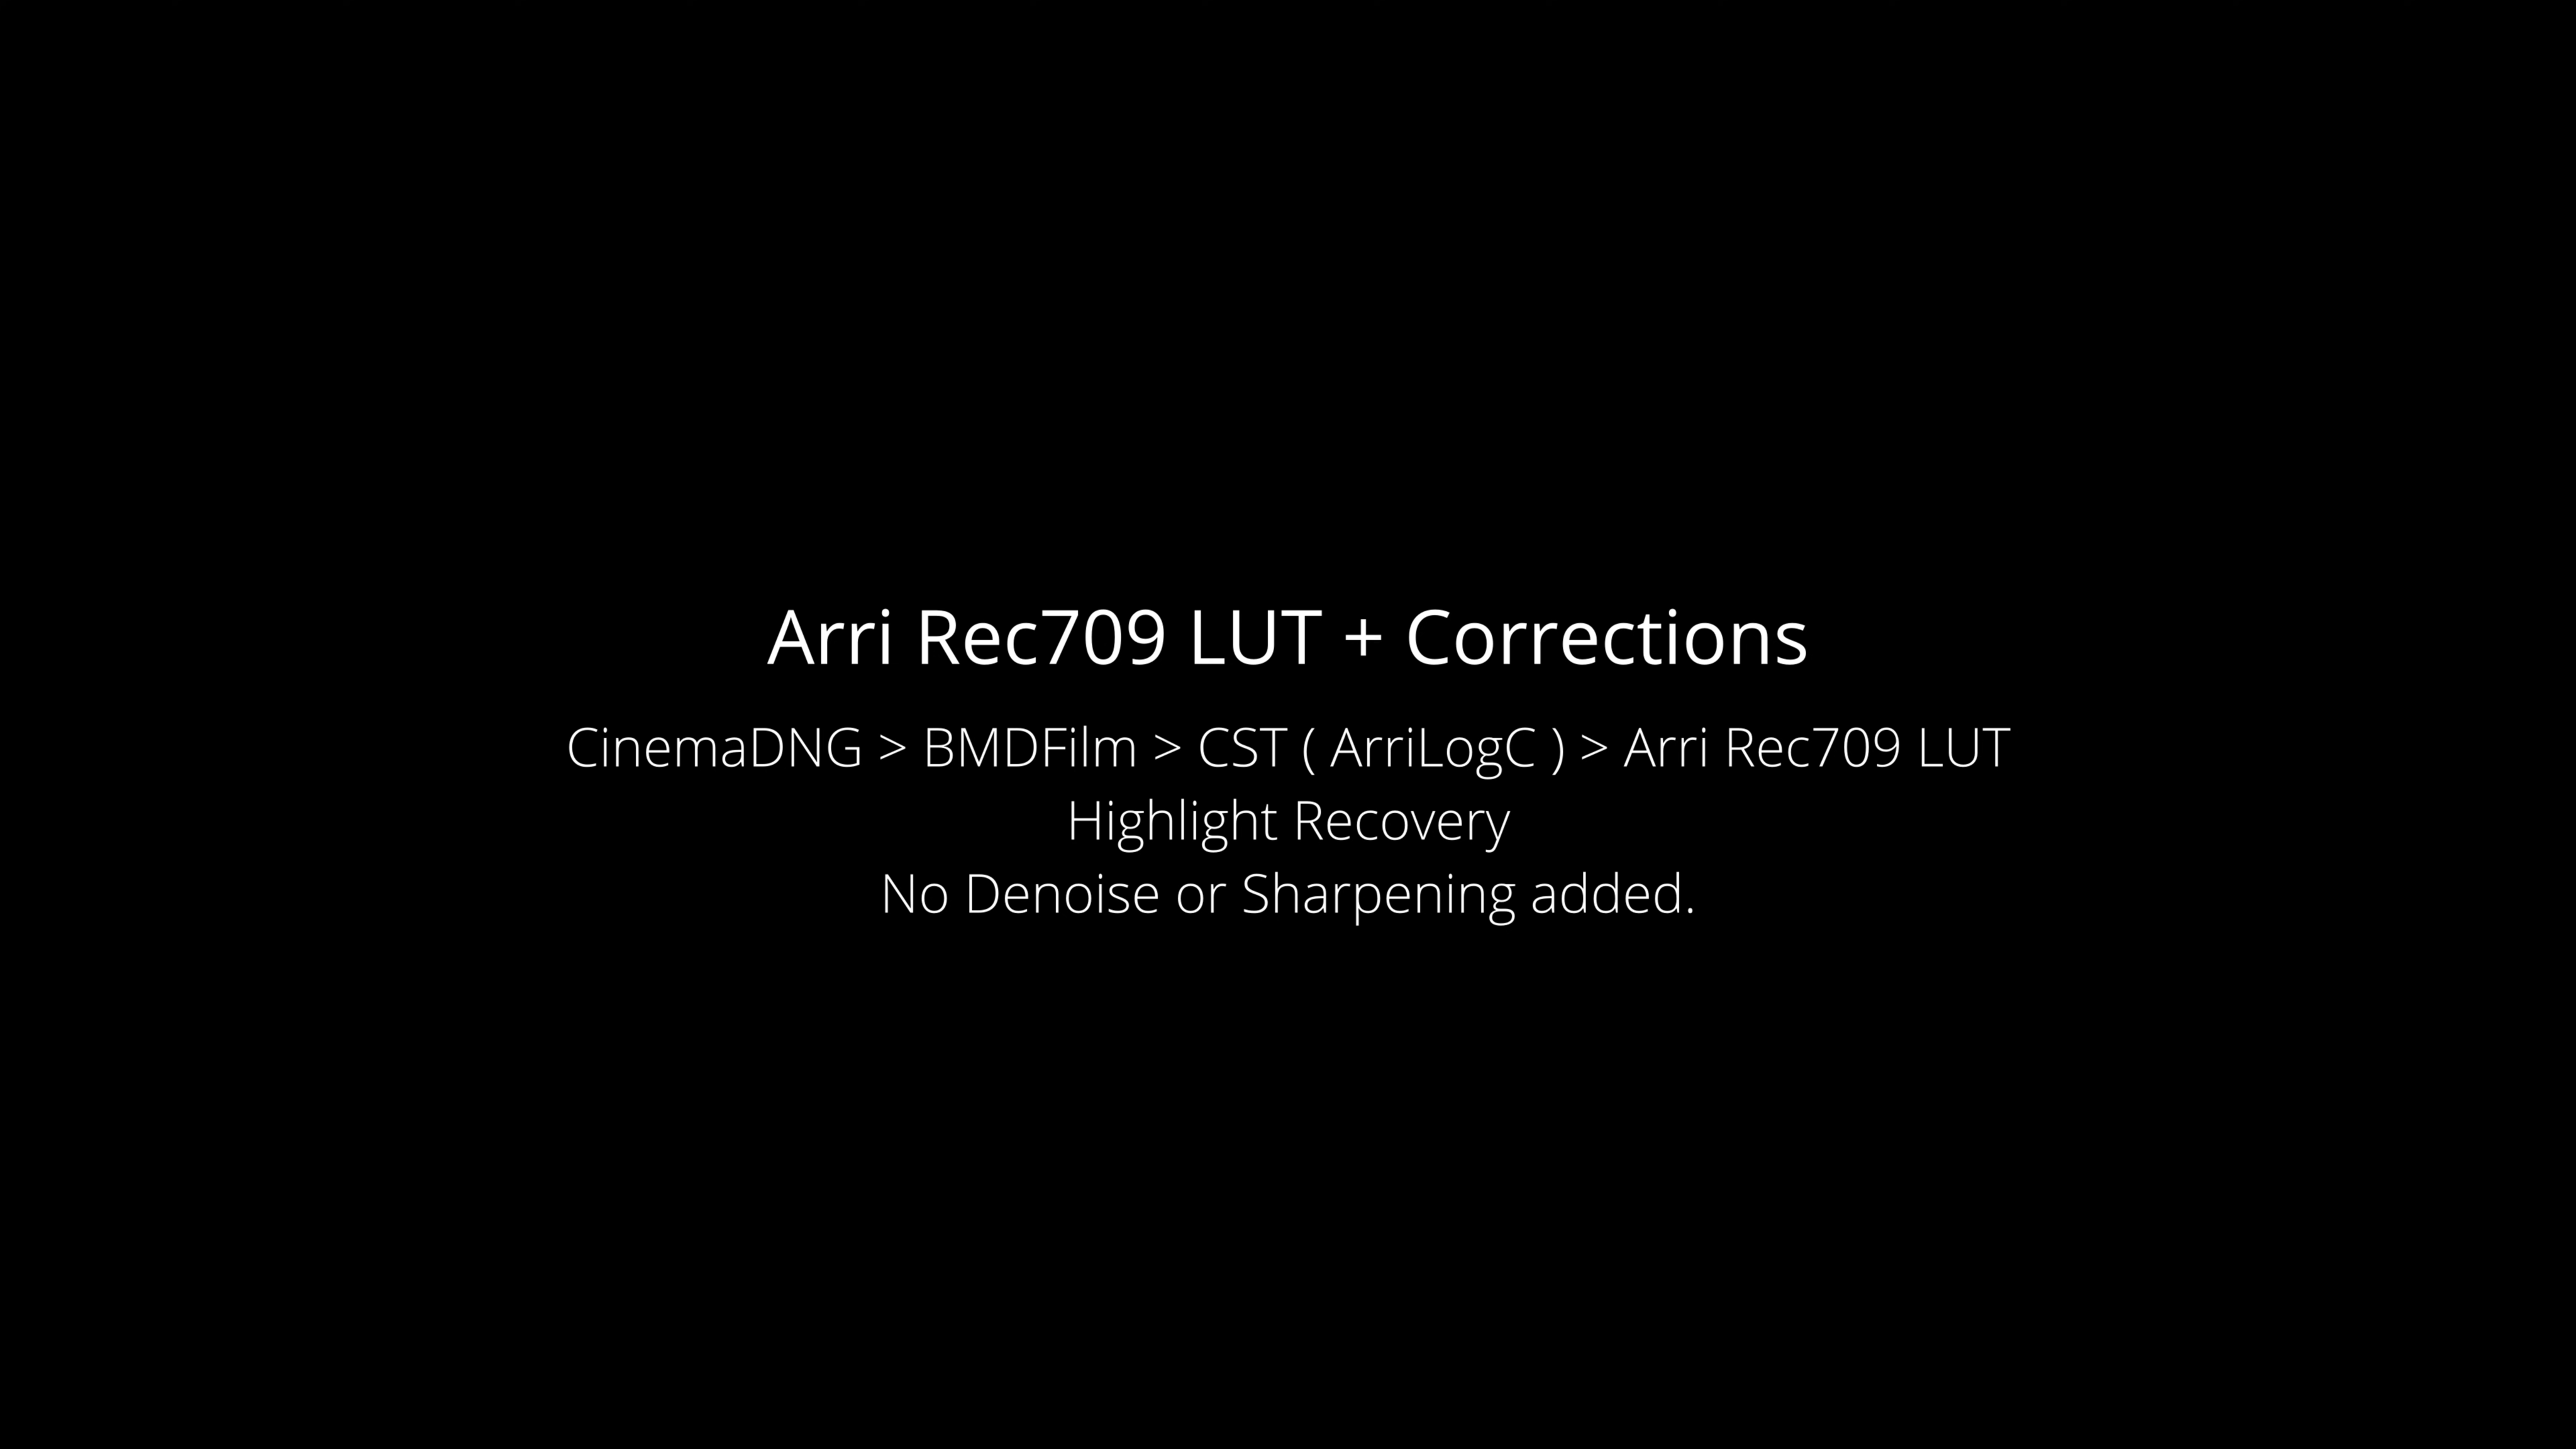 Arri Rec709 LUT + Corrections
CinemaDNG > BMDFilm > CST ( ArriLogC ) > Arri Rec709 LUT
Highlight Recovery
No Denoise or Sharpening added.